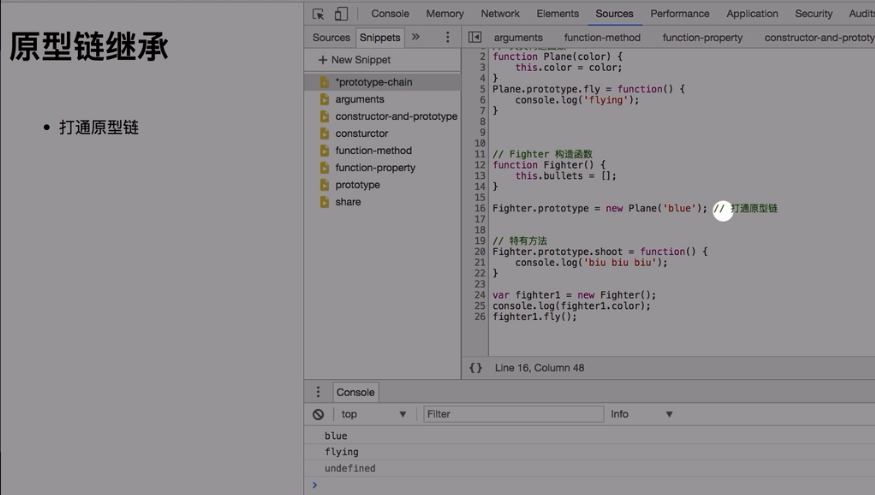 原型链继承
打通原型链
Console Memory Network Elements Sources Performance Application Security Audits
Sources Snippets »
arguments function-method function-property constructor-and-prototy
+ New Snippet
*prototype-chain
arguments
constructor-and-prototype
consturctor
function-method
function-property
prototype
share
2 function Plane(color) {
3 this.color = color;
4 }
5 Plane.prototype.fly = function() {
6 console.log('flying');
7 }
8
9
10
11 // Fighter 构造函数
12 function Fighter() {
13 this.bullets = [];
14 }
15
16 Fighter.prototype = new Plane('blue'); // 打通原型链
17
18
19 // 特有方法
20 Fighter.prototype.shoot = function() {
21 console.log('biu biu biu');
22 }
23
24 var fighter1 = new Fighter();
25 console.log(fighter1.color);
26 fighter1.fly();
{} Line 16, Column 48
Console
top Filter Info
blue
flying
undefined
>